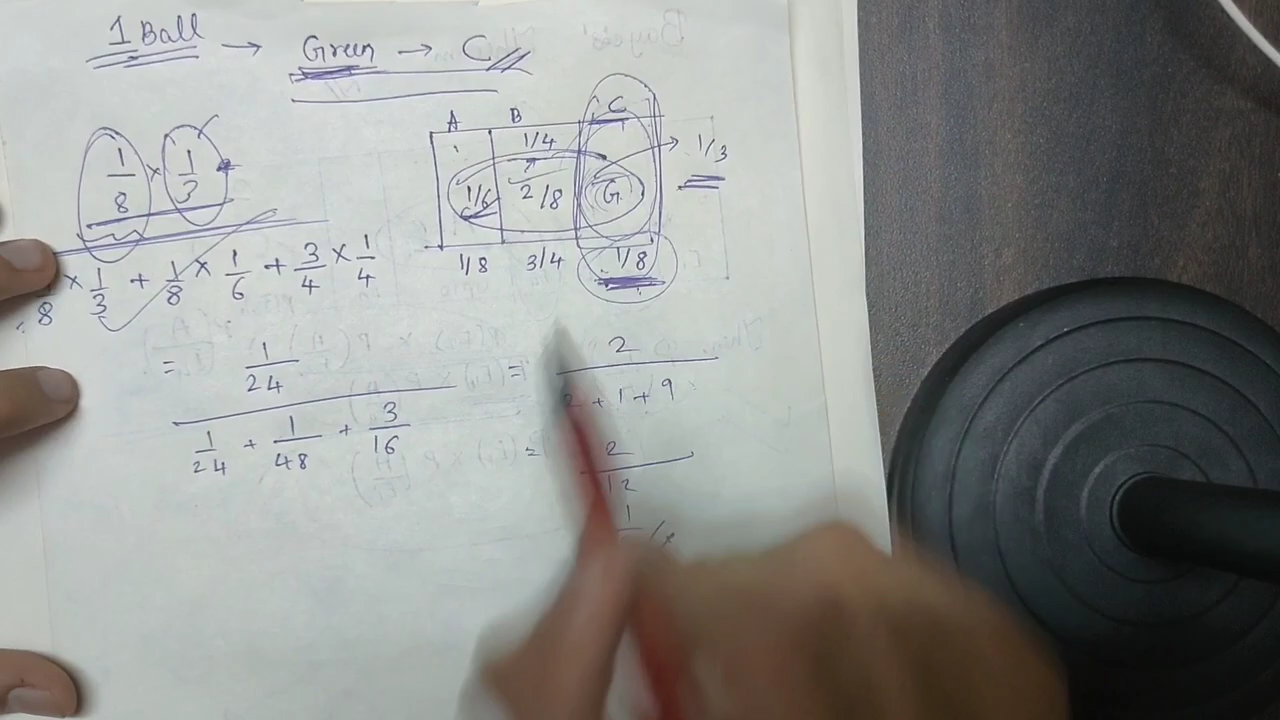 1 Ball → Green → C
A B C
1/4
1/3
1/6 2/8 G
1/8 3/4 1/8
1/8 × 1/3
8 × 1/3 + 1/8 × 1/6 + 3/4 × 1/4
= 1/24 = 2
1/24 + 1/48 + 3/16
2 + 1 + 9
= 2
12
1